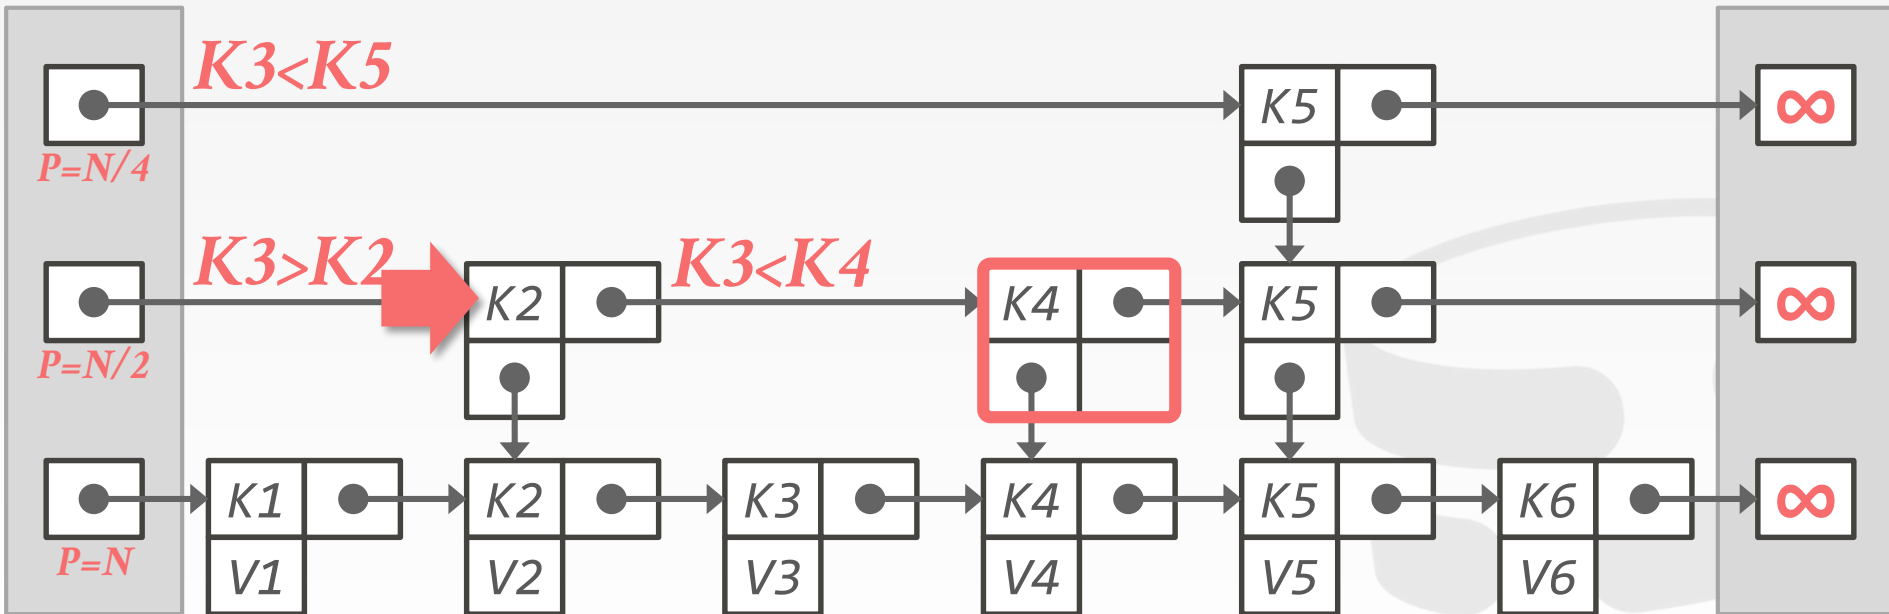 K3<K5
K5
∞
P=N/4
K3>K2
K2
K3<K4
K4
K5
∞
P=N/2
K1
K2
K3
K4
K5
K6
∞
P=N
V1
V2
V3
V4
V5
V6